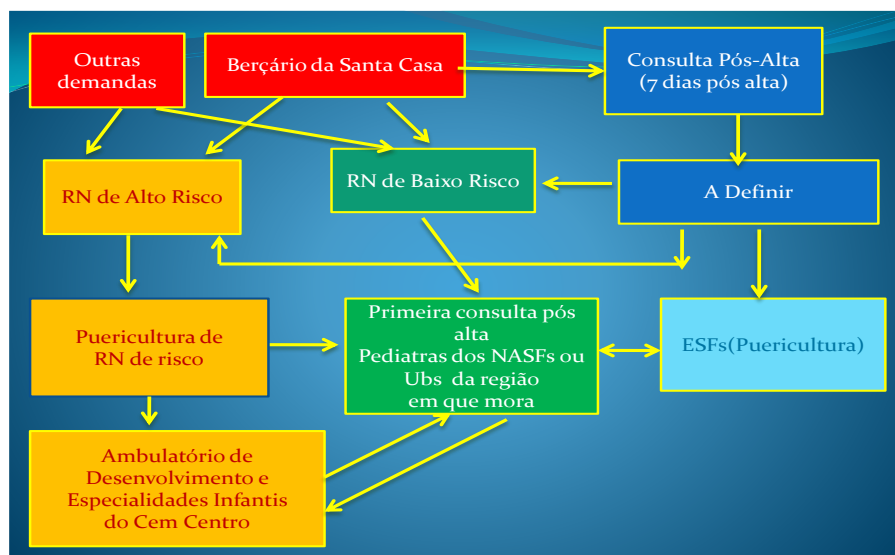 Outras
demandas
Berçário da Santa Casa
Consulta Pós-Alta
(7 dias pós alta)
RN de Alto Risco
RN de Baixo Risco
A Definir
Puericultura de
RN de risco
Primeira consulta pós
alta
Pediatras dos NASFs ou
Ubs da região
em que mora
ESFs(Puericultura)
Ambulatório de
Desenvolvimento e
Especialidades Infantis
do Cem Centro